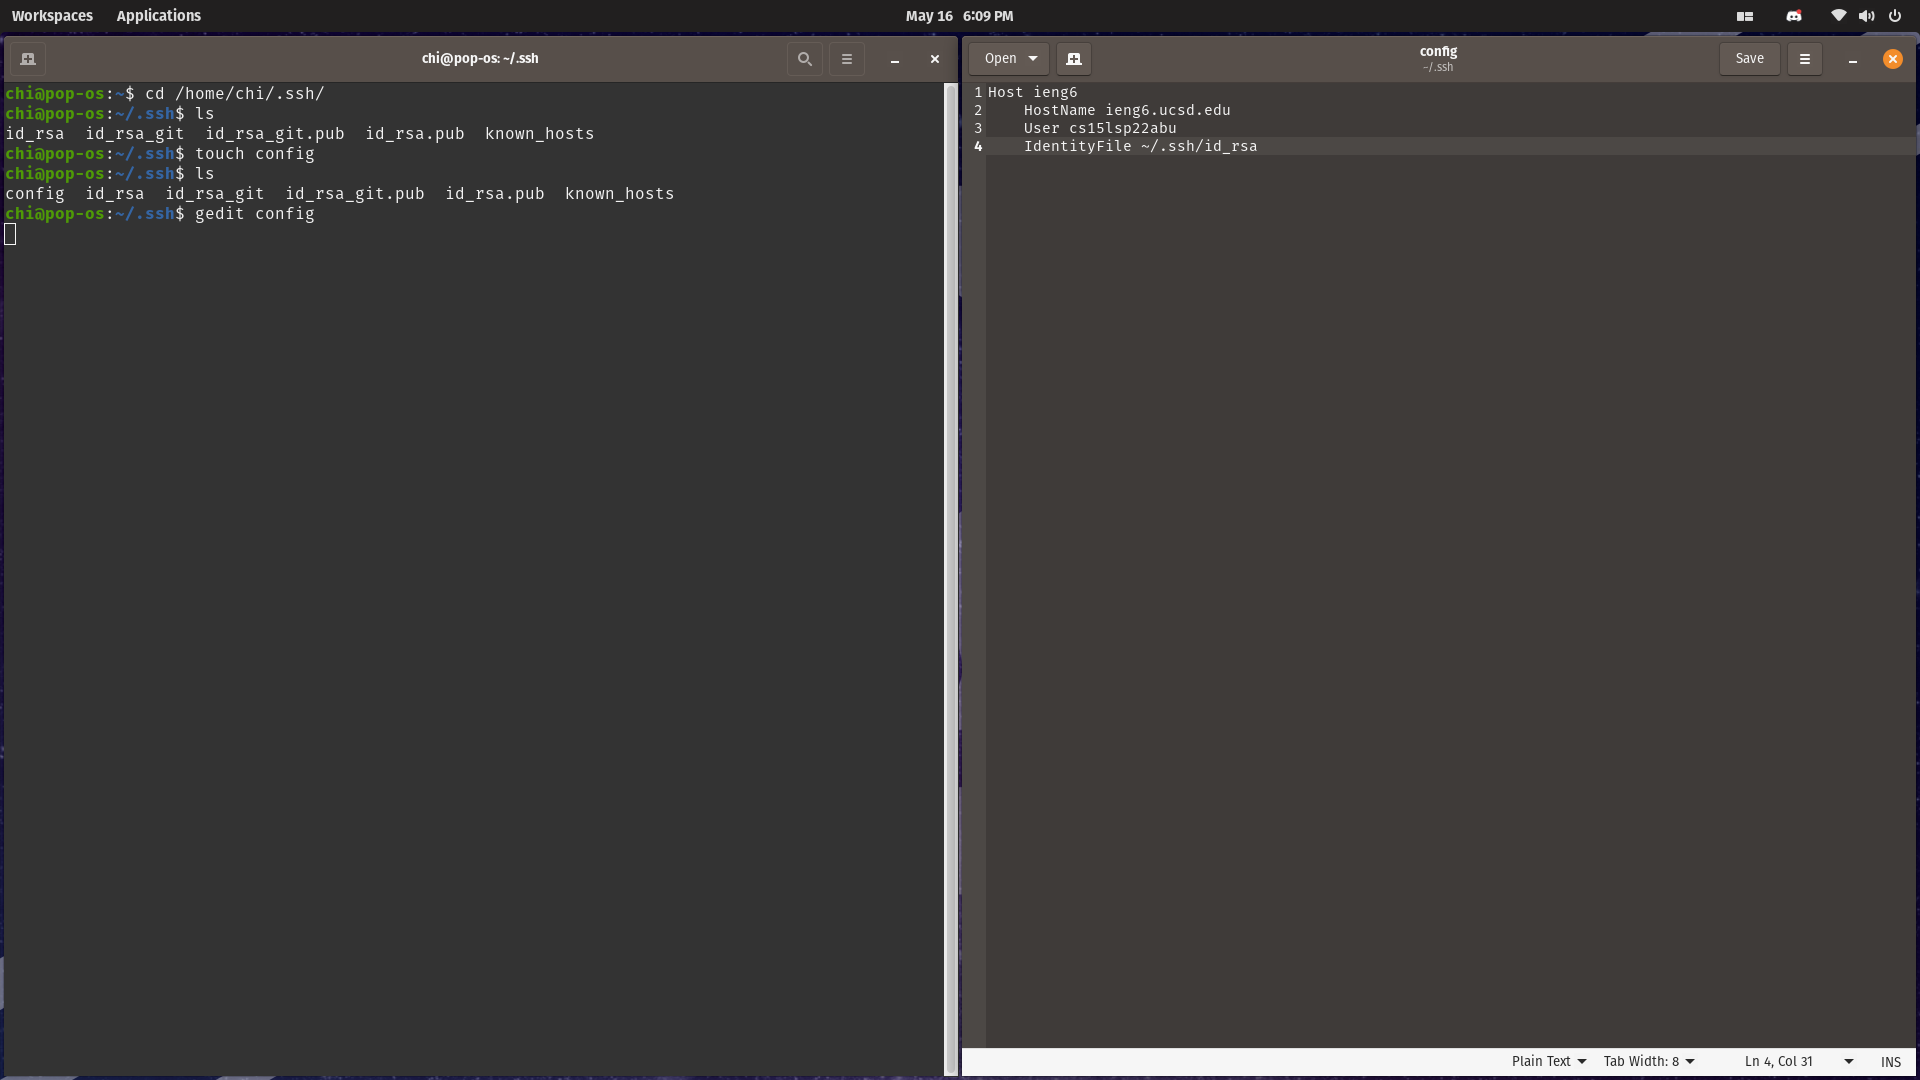 Workspaces Applications May 16 6:09 PM
chi@pop-os: ~/.ssh
chi@pop-os:~$ cd /home/chi/.ssh/
chi@pop-os:~/.ssh$ ls
id_rsa  id_rsa_git  id_rsa_git.pub  id_rsa.pub  known_hosts
chi@pop-os:~/.ssh$ touch config
chi@pop-os:~/.ssh$ ls
config  id_rsa  id_rsa_git  id_rsa_git.pub  id_rsa.pub  known_hosts
chi@pop-os:~/.ssh$ gedit config
Open config Save
~/.ssh
1 Host ieng6
2     HostName ieng6.ucsd.edu
3     User cs15lsp22abu
4     IdentityFile ~/.ssh/id_rsa
Plain Text Tab Width: 8 Ln 4, Col 31 INS